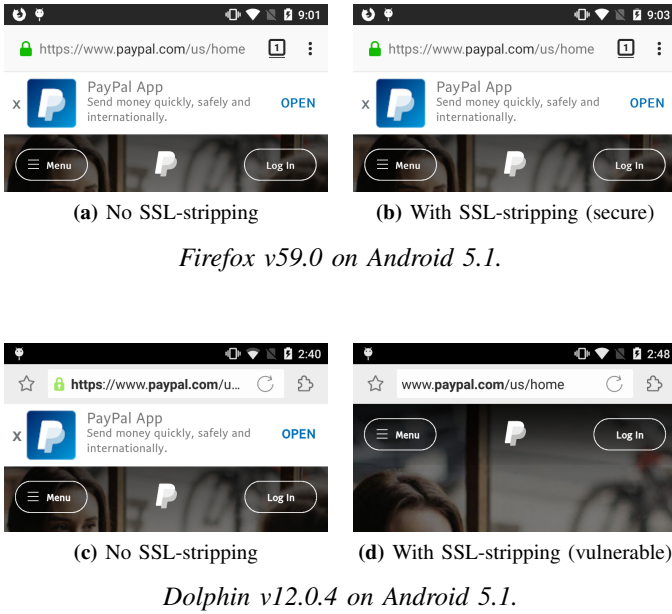 9:01
https://www.paypal.com/us/home 1
PayPal App
x Send money quickly, safely and OPEN
internationally.
Menu Log In
(a) No SSL-stripping
9:03
https://www.paypal.com/us/home 1
PayPal App
x Send money quickly, safely and OPEN
internationally.
Menu Log In
(b) With SSL-stripping (secure)
Firefox v59.0 on Android 5.1.
2:40
https://www.paypal.com/u...
PayPal App
x Send money quickly, safely and OPEN
internationally.
Menu Log In
(c) No SSL-stripping
2:48
www.paypal.com/us/home
Menu Log In
(d) With SSL-stripping (vulnerable)
Dolphin v12.0.4 on Android 5.1.